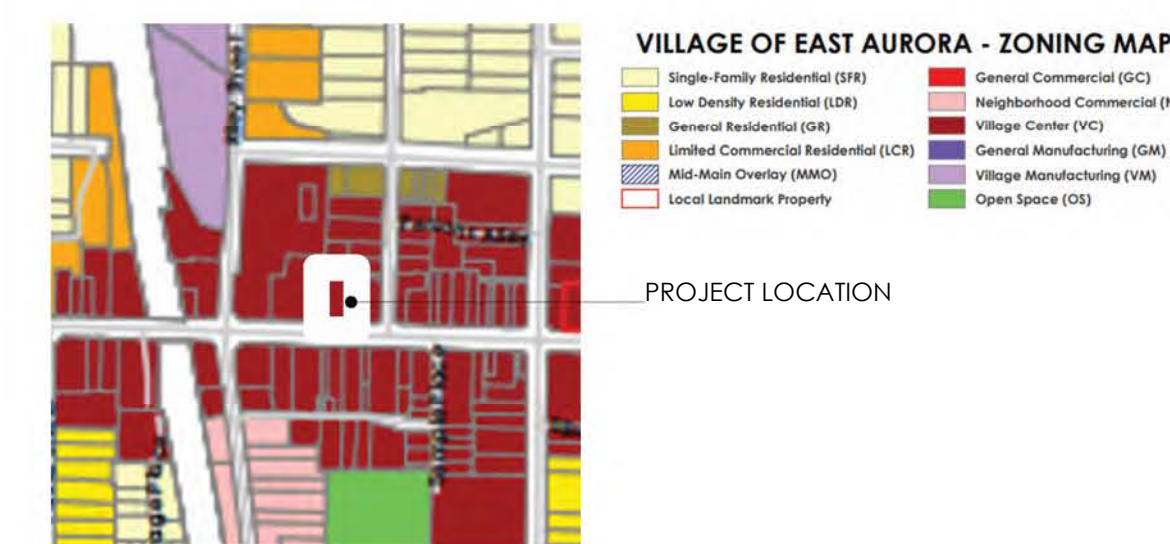 VILLAGE OF EAST AURORA - ZONING MAP
Single-Family Residential (SFR)
Low Density Residential (LDR)
General Residential (GR)
Limited Commercial Residential (LCR)
Mid-Main Overlay (MMO)
Local Landmark Property
General Commercial (GC)
Neighborhood Commercial (N
Village Center (VC)
General Manufacturing (GM)
Village Manufacturing (VM)
Open Space (OS)
PROJECT LOCATION